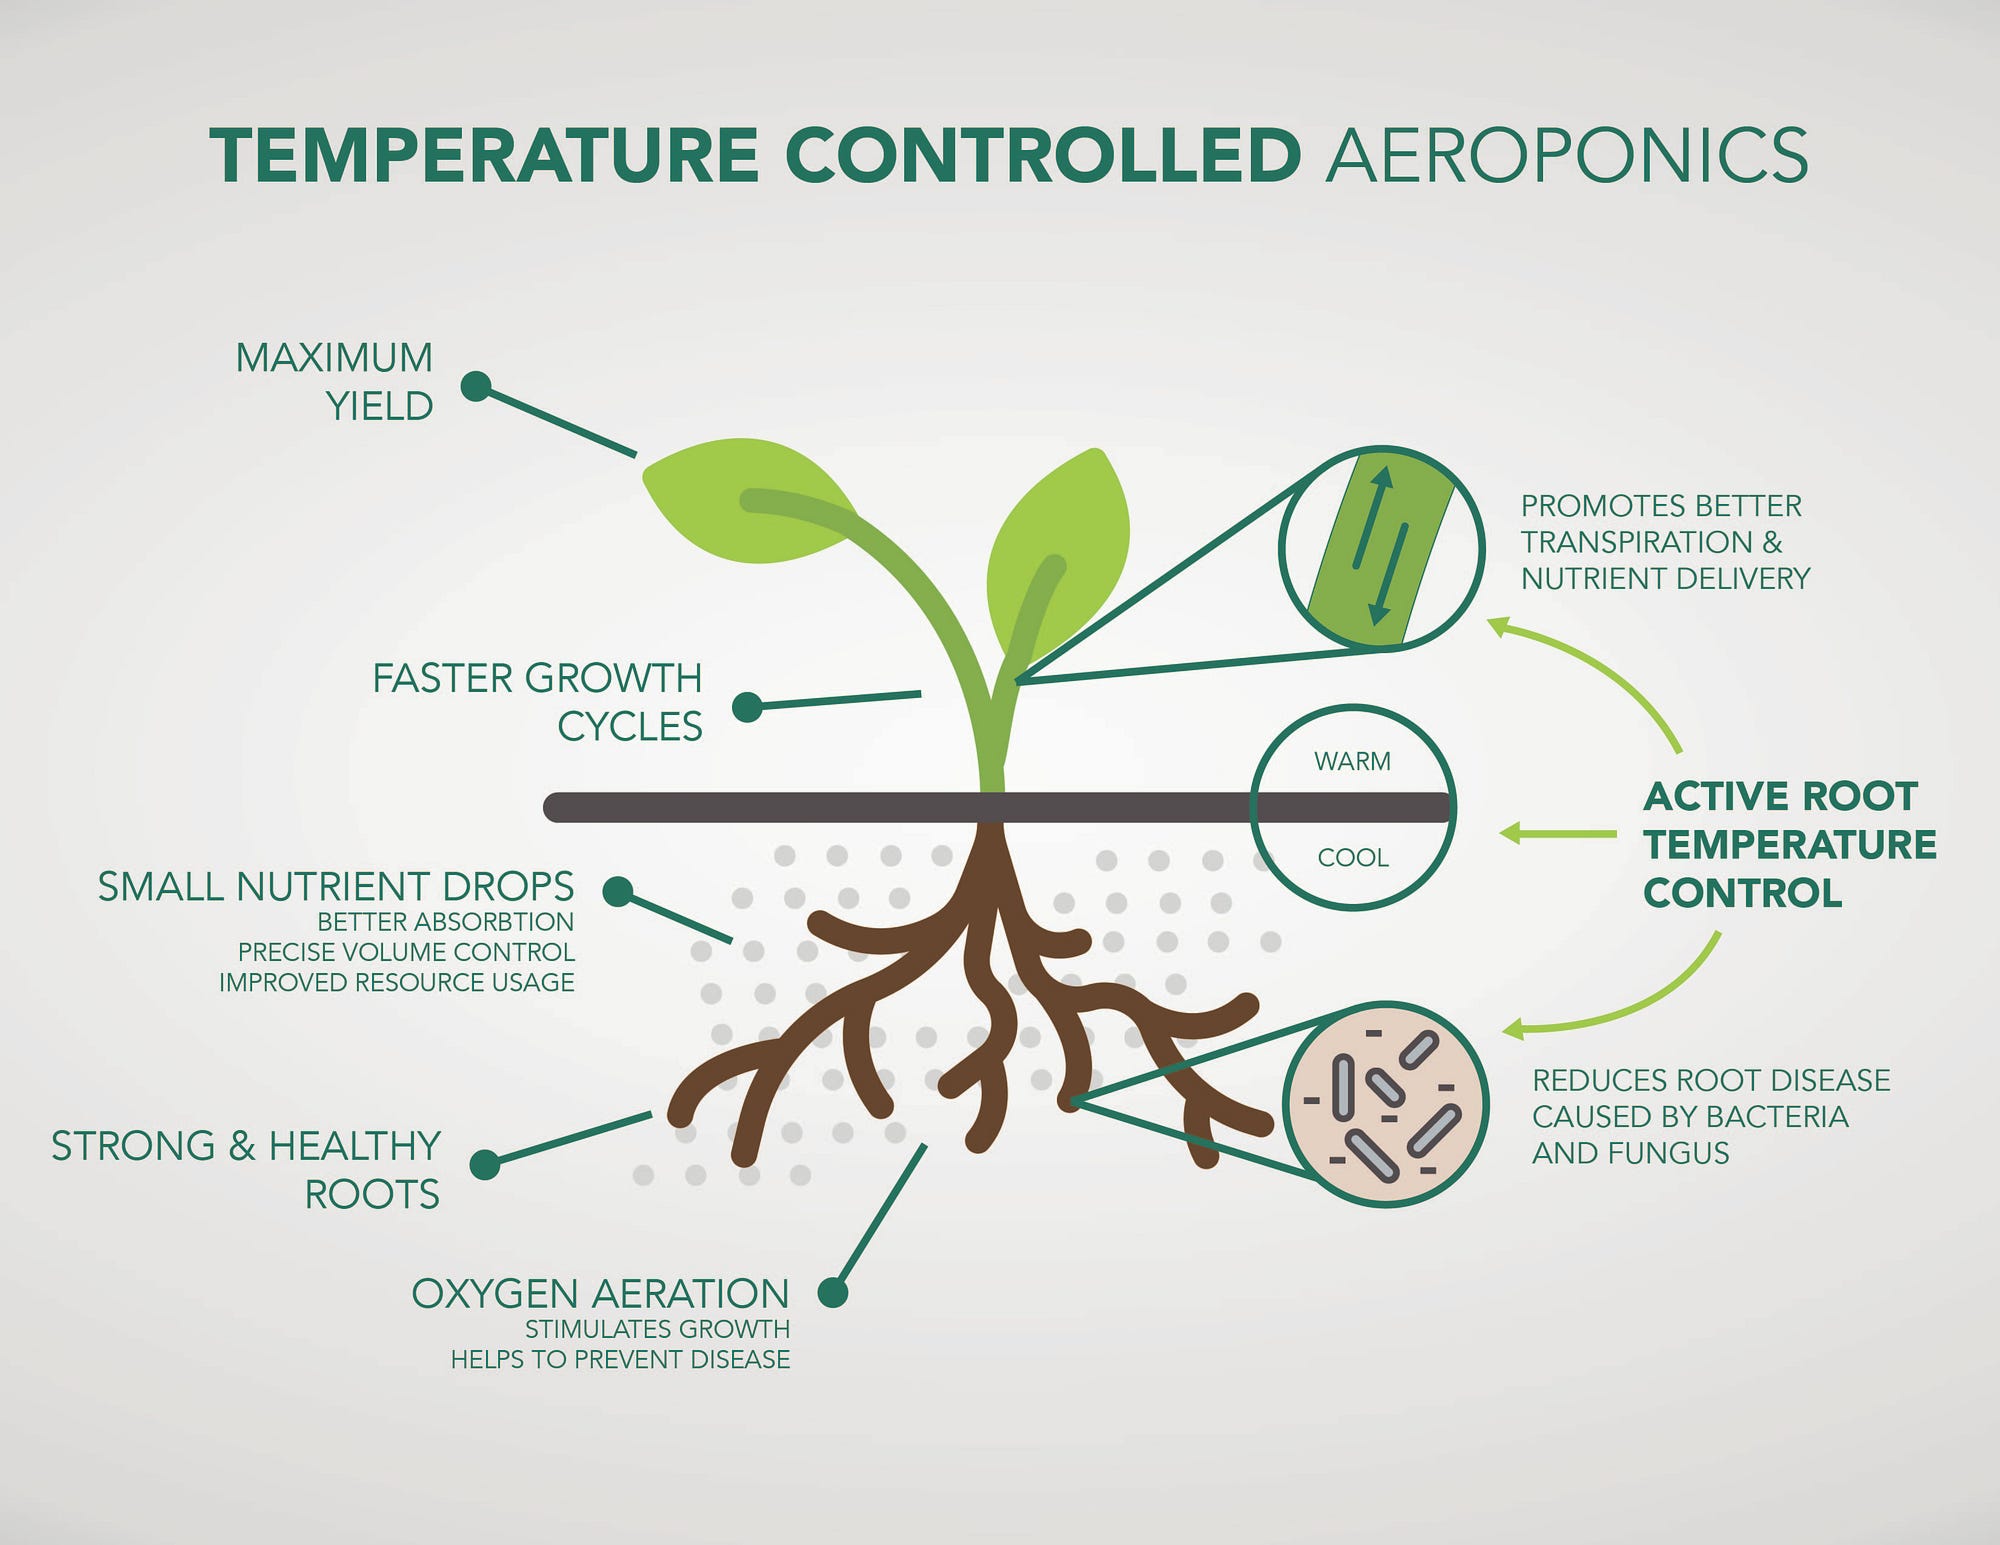 TEMPERATURE CONTROLLED AEROPONICS
MAXIMUM
YIELD
FASTER GROWTH
CYCLES
SMALL NUTRIENT DROPS
BETTER ABSORBTION
PRECISE VOLUME CONTROL
IMPROVED RESOURCE USAGE
STRONG & HEALTHY
ROOTS
OXYGEN AERATION
STIMULATES GROWTH
HELPS TO PREVENT DISEASE
PROMOTES BETTER
TRANSPIRATION &
NUTRIENT DELIVERY
WARM
COOL
ACTIVE ROOT
TEMPERATURE
CONTROL
REDUCES ROOT DISEASE
CAUSED BY BACTERIA
AND FUNGUS